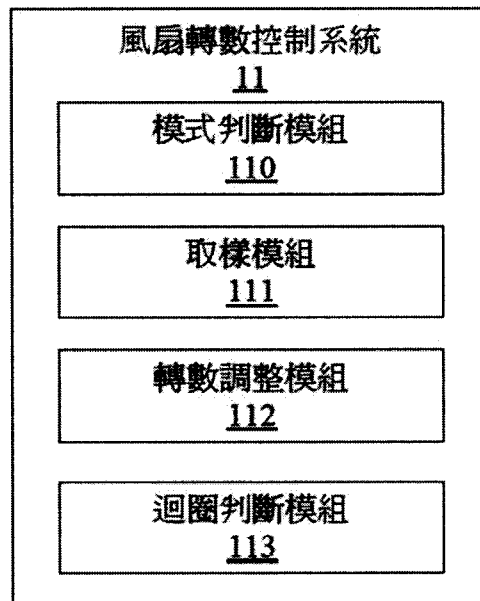 風扇轉數控制系統
11
模式判斷模組
110
取樣模組
111
轉數調整模組
112
迴圈判斷模組
113